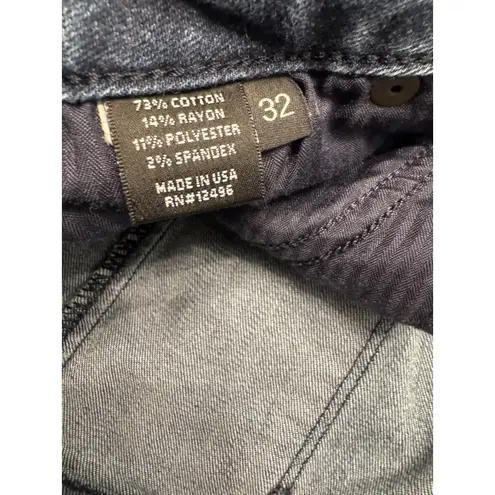 73% COTTON
14% RAYON
11% POLYESTER
2% SPANDEX
MADE IN USA
RN#12496
32